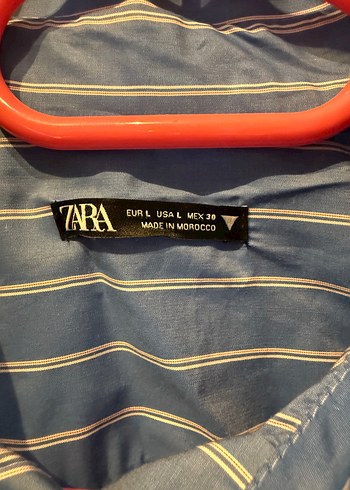 ZARA
EUR L USA L MEX 30
MADE IN MOROCCO